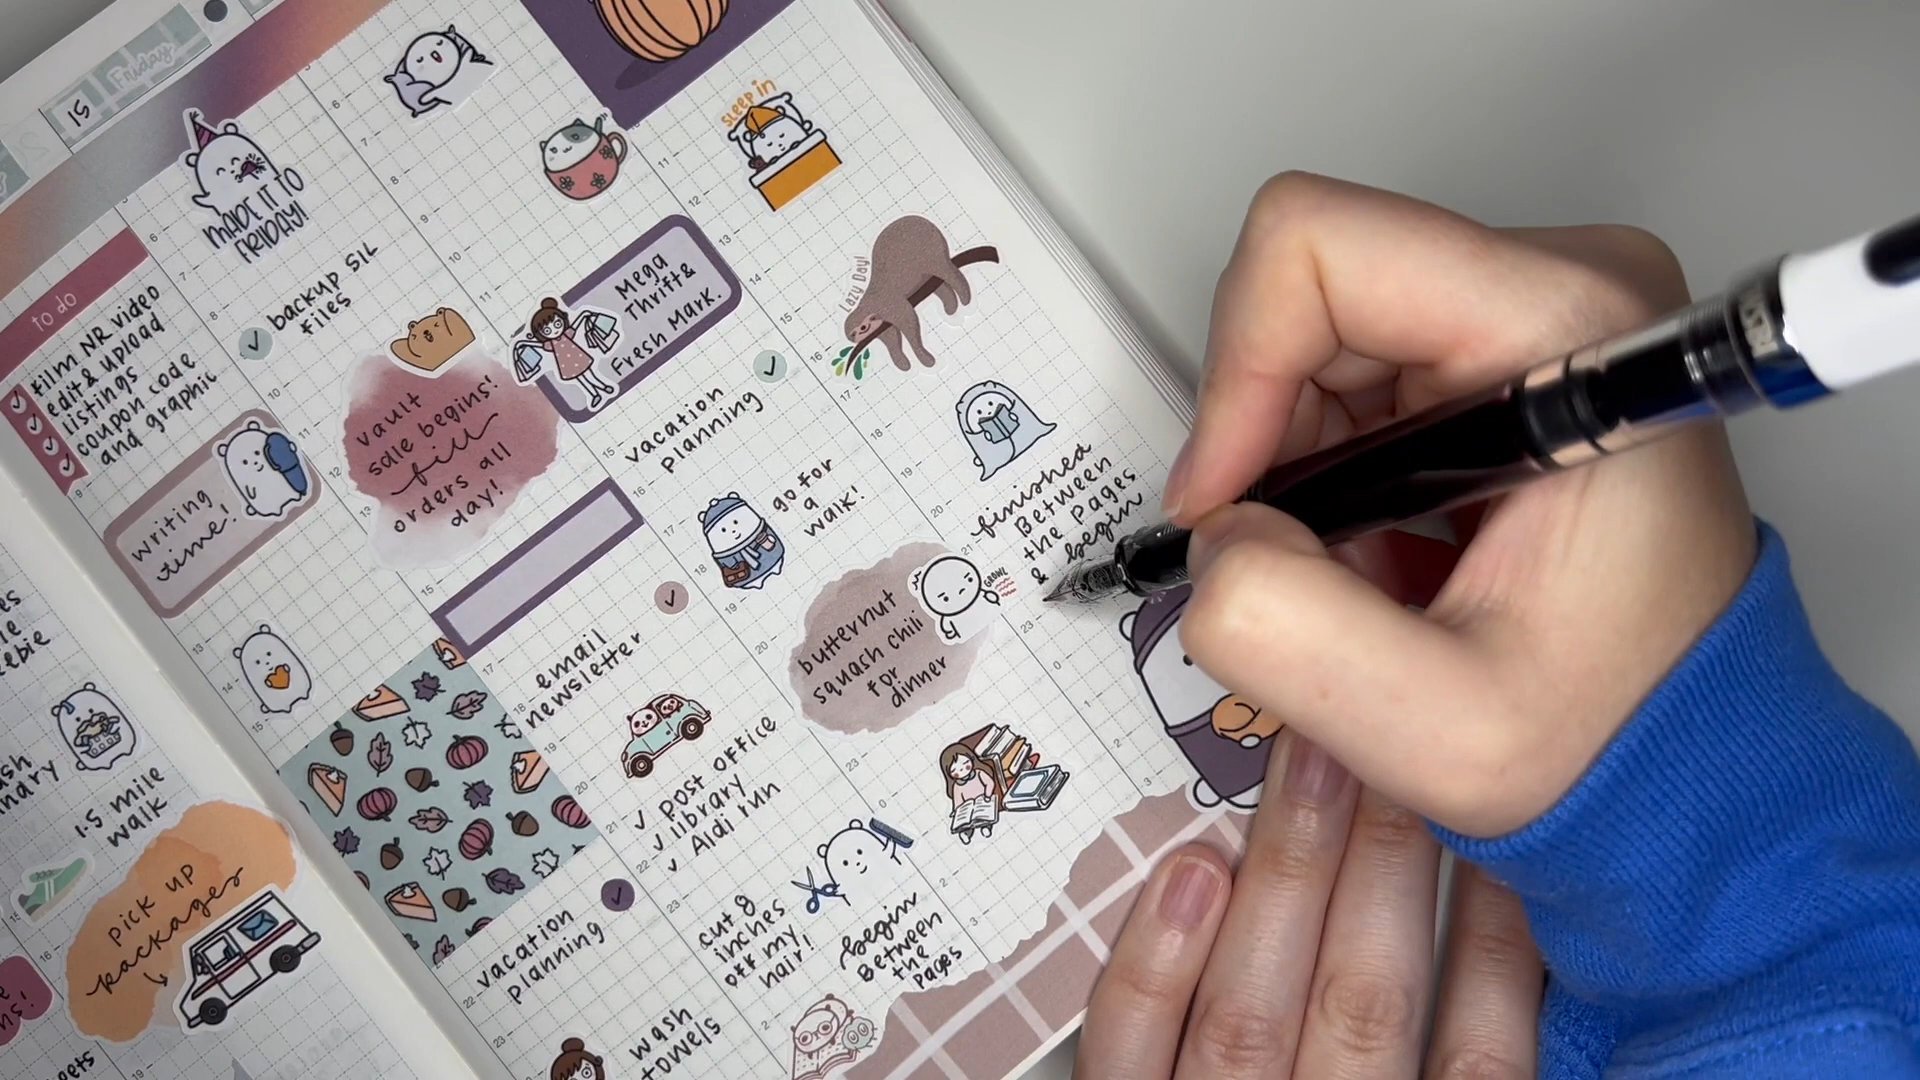 15
Friday
MADE IT TO
FRIDAY!
to do
film NR video
edit & upload
listings
coupon code
and graphic
backup SIL
files
writing
time!
vault
sale begins!
fill
orders all
day!
Mega
Thrift &
Fresh Mark.
SLEEP IN
Lazy Day!
vacation
planning
go for
a
walk!
finished
Between
the Pages
& begin
GROWL
butternut
squash chili
for
dinner
email
newsletter
✓ post office
✓ library
✓ Aldi run
1.5 mile
walk
pick up
packages
vacation
planning
cut 8
inches
off my
hair!
begin
Between
the
Pages
wash
towels